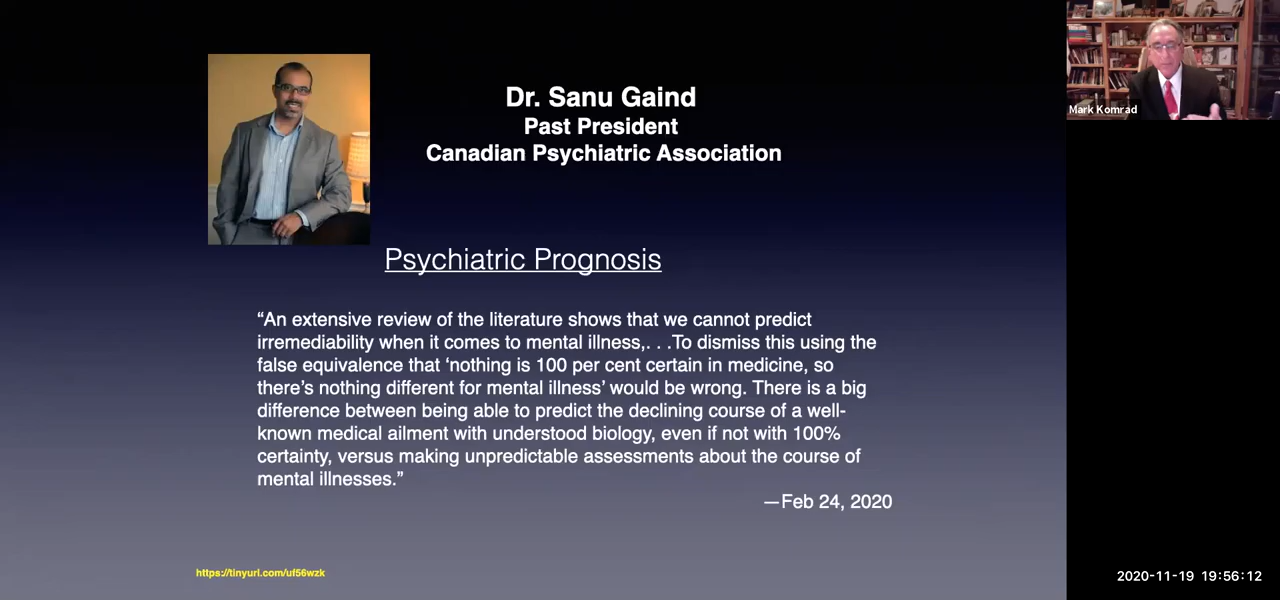 Dr. Sanu Gaind
Past President
Canadian Psychiatric Association
Mark Komrad
Psychiatric Prognosis
“An extensive review of the literature shows that we cannot predict
irremediability when it comes to mental illness,. . .To dismiss this using the
false equivalence that ‘nothing is 100 per cent certain in medicine, so
there’s nothing different for mental illness’ would be wrong. There is a big
difference between being able to predict the declining course of a well-
known medical ailment with understood biology, even if not with 100%
certainty, versus making unpredictable assessments about the course of
mental illnesses.”
—Feb 24, 2020
https://tinyurl.com/uf56wzk
2020-11-19 19:56:12